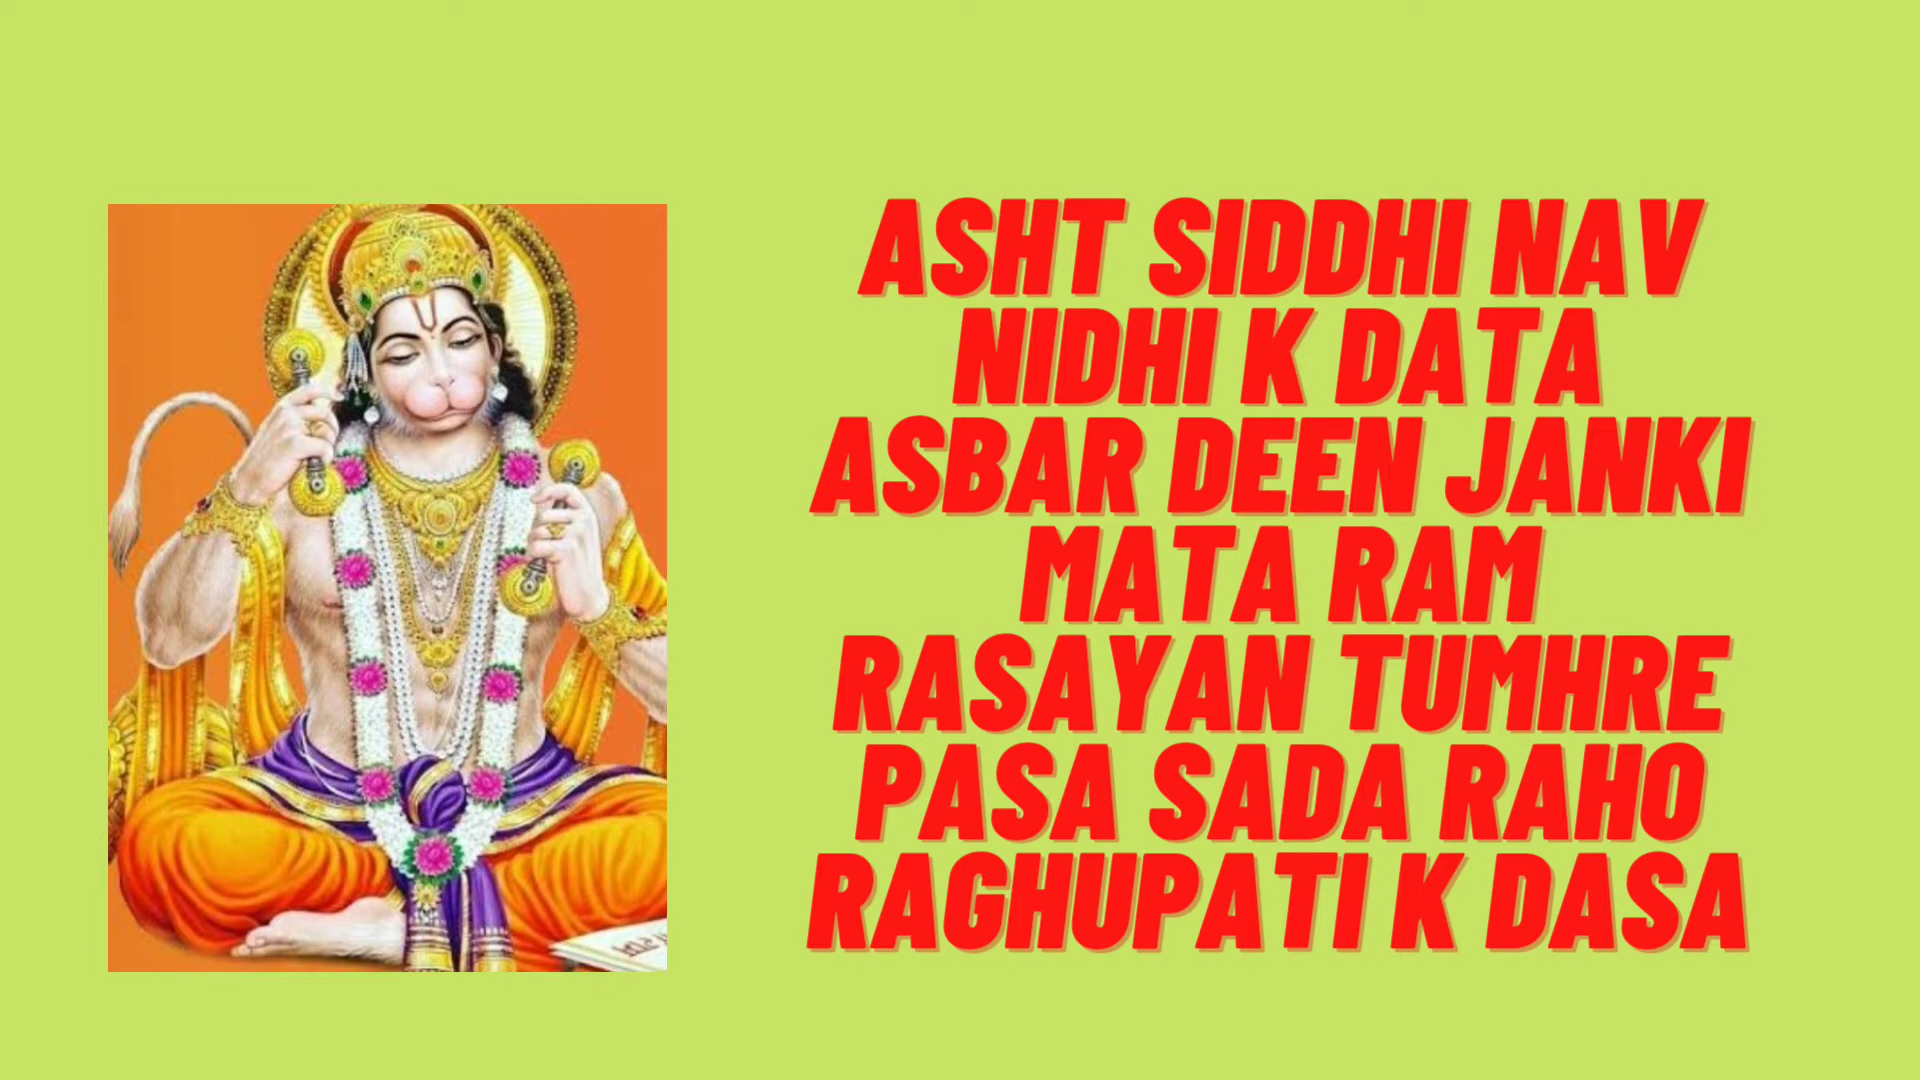 ASHT SIDDHI NAV
NIDHI K DATA
ASBAR DEEN JANKI
MATA RAM
RASAYAN TUMHRE
PASA SADA RAHO
RAGHUPATI K DASA